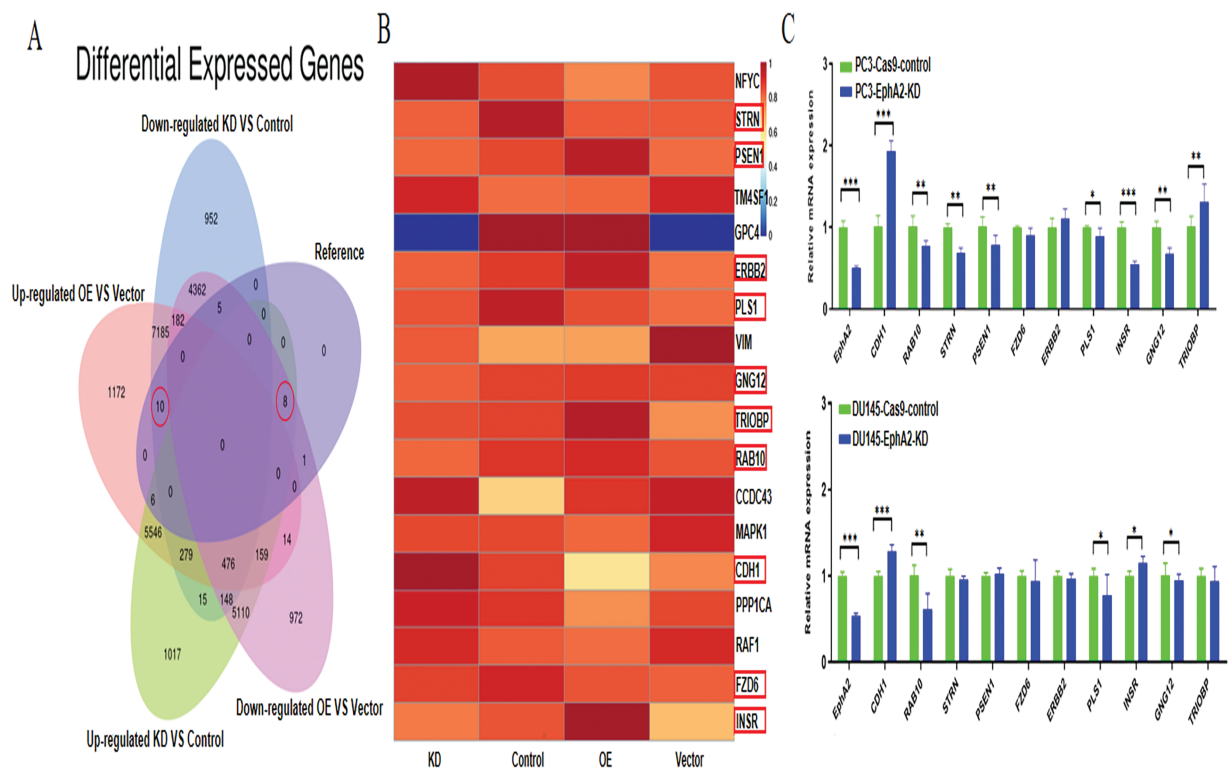 A
Differential Expressed Genes
Down-regulated KD VS Control
952
Reference
Up-regulated OE VS Vector
4362
0
5
0
182
7185
0
0
0
0
1172
10
8
0
0
1
0
0
6
0
5546
14
279
159
476
15
148
5110
972
1017
Down-regulated OE VS Vector
Up-regulated KD VS Control
B
NFYC
STRN
PSEN1
TM4SF1
GPC4
ERBB2
PLS1
VIM
GNG12
TRIOBP
RAB10
CCDC43
MAPK1
CDH1
PPP1CA
RAF1
FZD6
INSR
1
0.8
0.6
0.4
0.2
0
KD Control OE Vector
C
PC3-Cas9-control
PC3-EphA2-KD
Relative mRNA expression
3
2
1
0
*** *** ** ** ** * *** ** **
EphA2 CDH1 RAB10 STRN PSEN1 FZD6 ERBB2 PLS1 INSR GNG12 TRIOBP
DU145-Cas9-control
DU145-EphA2-KD
Relative mRNA expression
3
2
1
0
*** *** ** * * *
EphA2 CDH1 RAB10 STRN PSEN1 FZD6 ERBB2 PLS1 INSR GNG12 TRIOBP